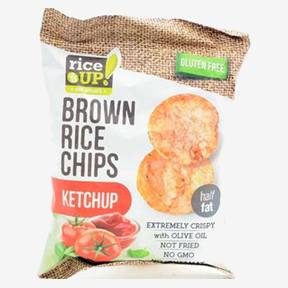 rice
UP!
GLUTEN FREE
BROWN
RICE
CHIPS
KETCHUP
half
fat
EXTREMELY CRISPY
with OLIVE OIL
NOT FRIED
NO GMO